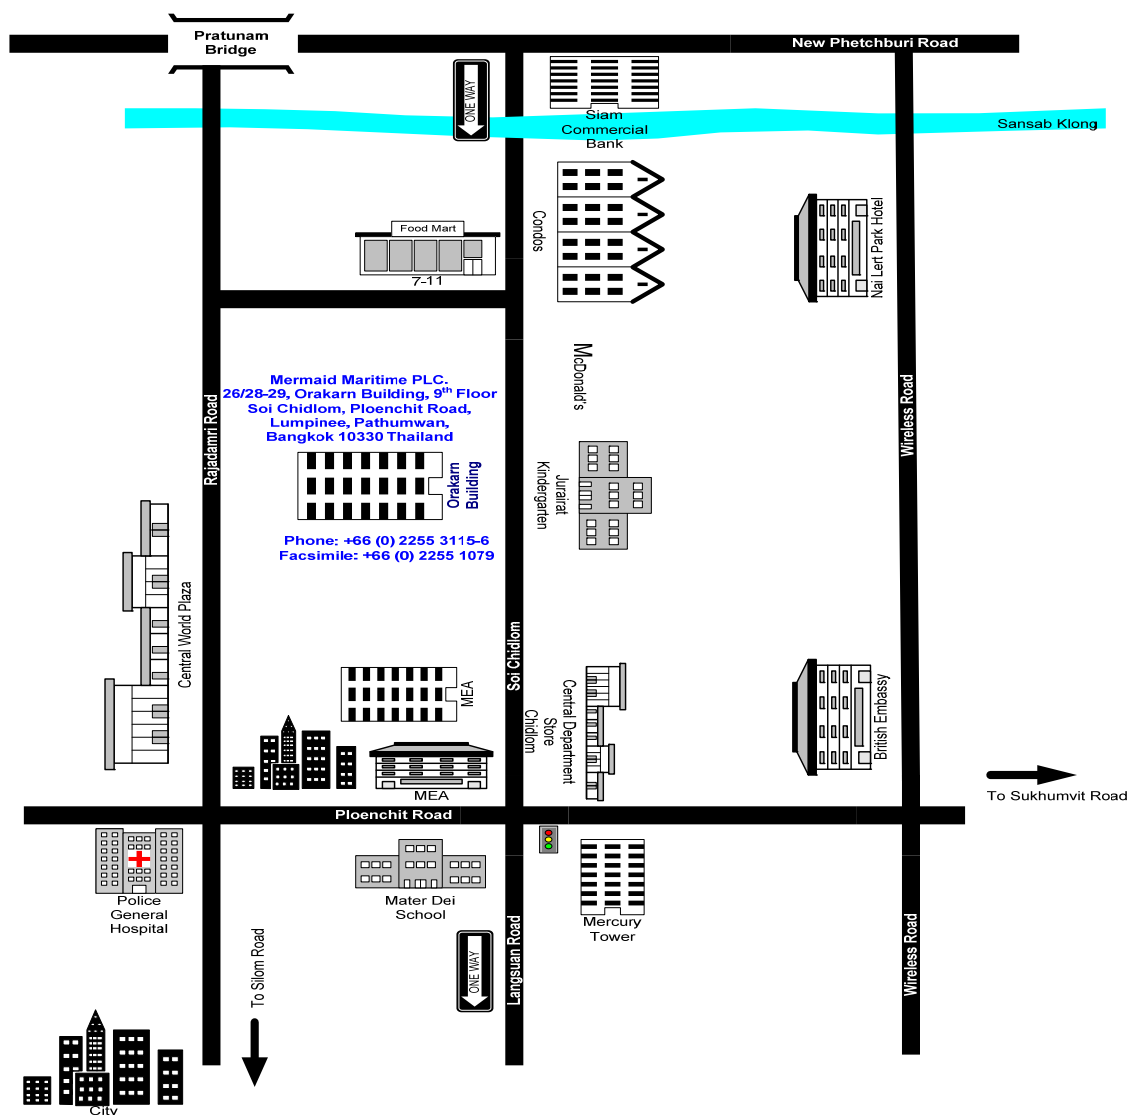 Pratunam
Bridge
New Phetchburi Road
ONE WAY
Siam
Commercial
Bank
Sansab Klong
Food Mart
7-11
Condos
Nai Lert Park Hotel
McDonald's
Mermaid Maritime PLC.
26/28-29, Orakarn Building, 9th Floor
Soi Chidlom, Ploenchit Road,
Lumpinee, Pathumwan,
Bangkok 10330 Thailand
Rajadamri Road
Wireless Road
Orakarn
Building
Jurairat
Kindergarten
Phone: +66 (0) 2255 3115-6
Facsimile: +66 (0) 2255 1079
Central World Plaza
Soi Chidlom
MEA
Central Department
Store
Chidlom
British Embassy
MEA
To Sukhumvit Road
Ploenchit Road
Police
General
Hospital
Mater Dei
School
Mercury
Tower
To Silom Road
ONE WAY
Langsuan Road
Wireless Road
City